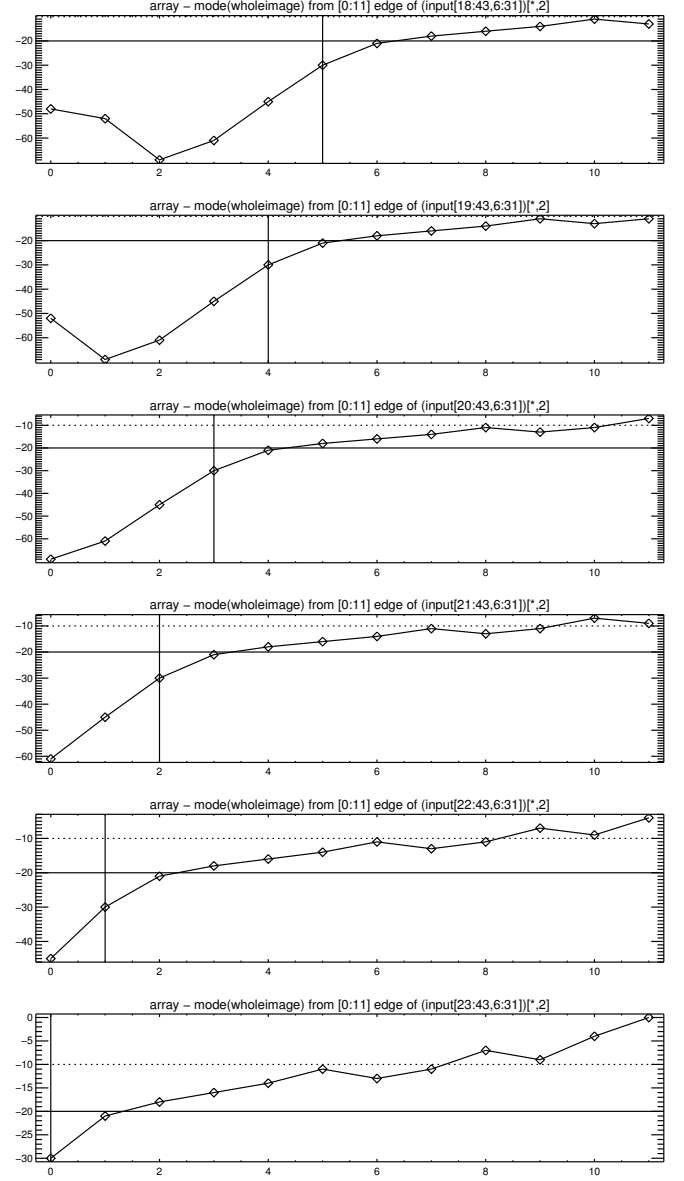 array − mode(wholeimage) from [0:11] edge of (input[18:43,6:31])[*,2]
−20
−30
−40
−50
−60
0 2 4 6 8 10
array − mode(wholeimage) from [0:11] edge of (input[19:43,6:31])[*,2]
−20
−30
−40
−50
−60
0 2 4 6 8 10
array − mode(wholeimage) from [0:11] edge of (input[20:43,6:31])[*,2]
−10
−20
−30
−40
−50
−60
0 2 4 6 8 10
array − mode(wholeimage) from [0:11] edge of (input[21:43,6:31])[*,2]
−10
−20
−30
−40
−50
−60
0 2 4 6 8 10
array − mode(wholeimage) from [0:11] edge of (input[22:43,6:31])[*,2]
−10
−20
−30
−40
0 2 4 6 8 10
array − mode(wholeimage) from [0:11] edge of (input[23:43,6:31])[*,2]
0
−5
−10
−15
−20
−25
−30
0 2 4 6 8 10